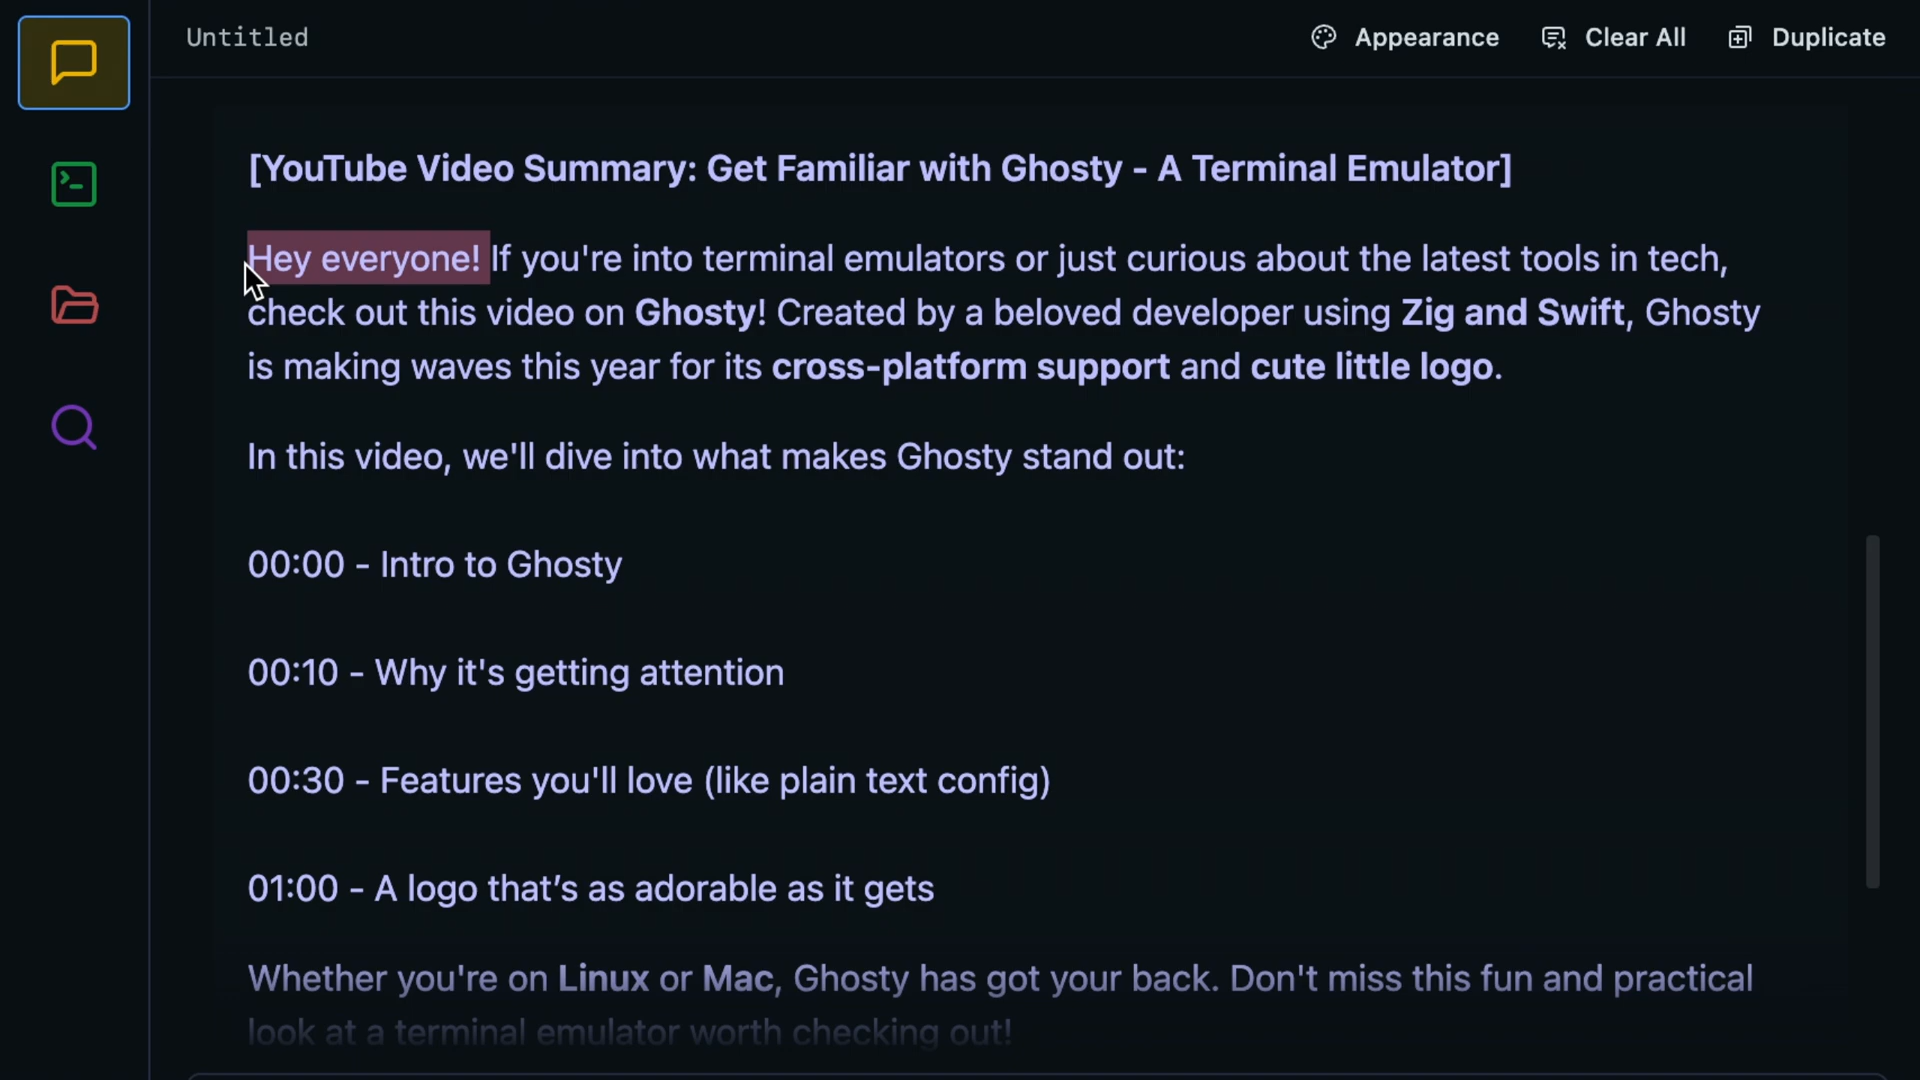 Untitled
Appearance
Clear All
Duplicate
[YouTube Video Summary: Get Familiar with Ghosty - A Terminal Emulator]
Hey everyone! If you're into terminal emulators or just curious about the latest tools in tech,
check out this video on Ghosty! Created by a beloved developer using Zig and Swift, Ghosty
is making waves this year for its cross-platform support and cute little logo.
In this video, we'll dive into what makes Ghosty stand out:
00:00 - Intro to Ghosty
00:10 - Why it's getting attention
00:30 - Features you'll love (like plain text config)
01:00 - A logo that’s as adorable as it gets
Whether you're on Linux or Mac, Ghosty has got your back. Don't miss this fun and practical
look at a terminal emulator worth checking out!